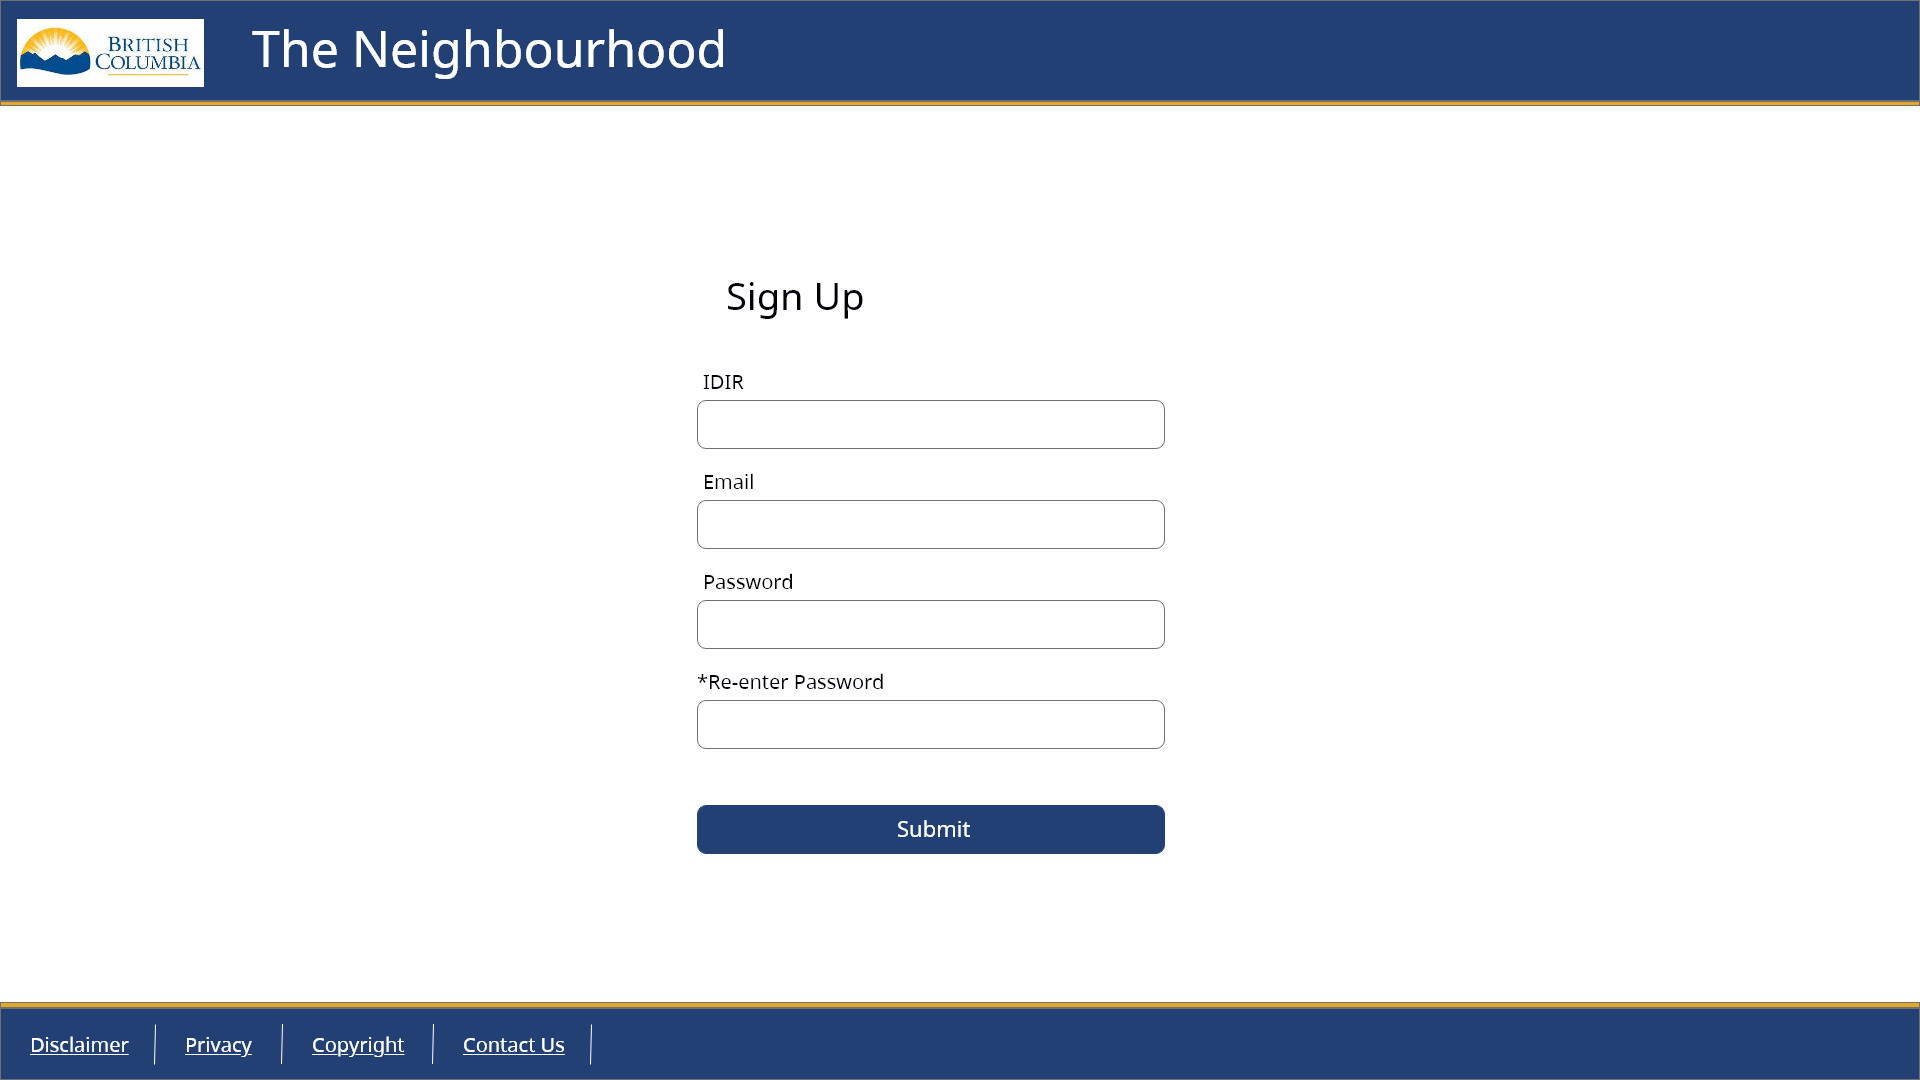 BRITISH
COLUMBIA
The Neighbourhood
Sign Up
IDIR
Email
Password
*Re-enter Password
Submit
Disclaimer
Privacy
Copyright
Contact Us